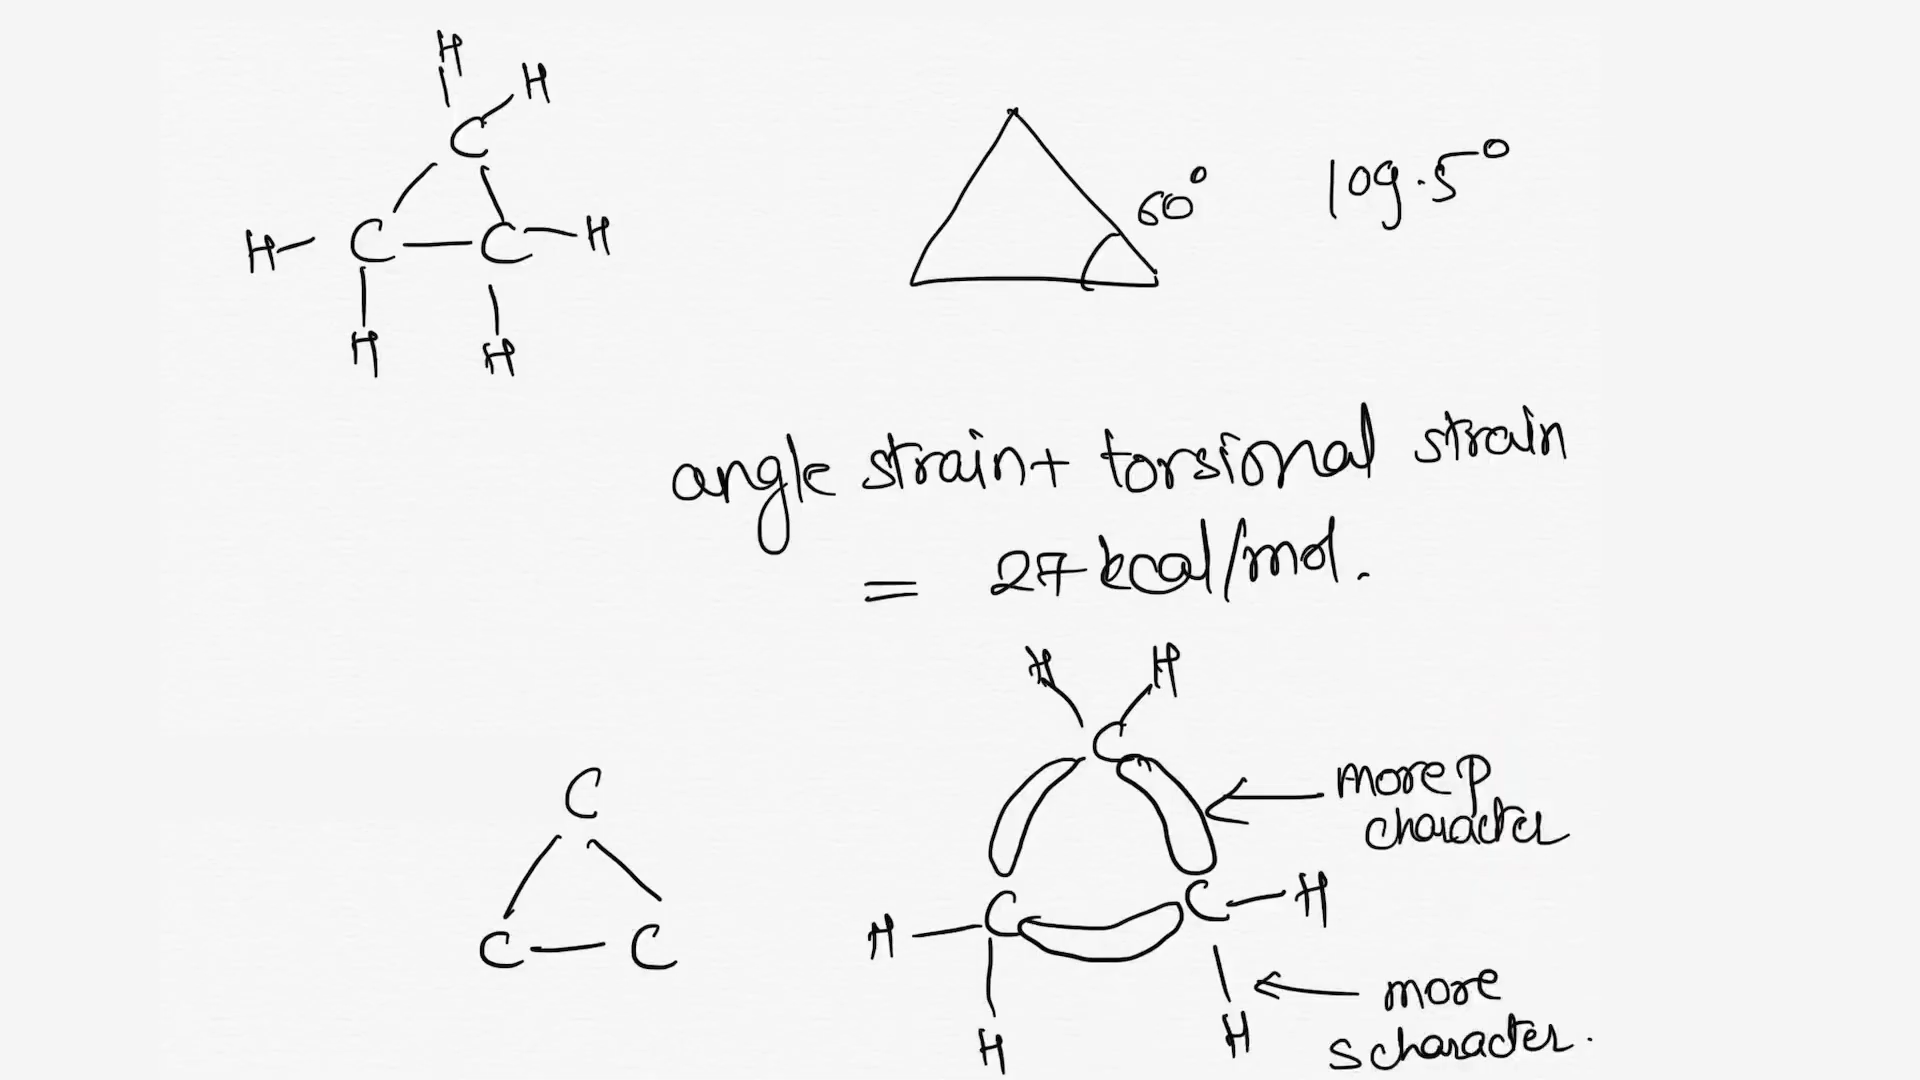 H
H
C
H C C H
H H
60° 109.5°
angle strain + torsional strain
= 27 kcal/mol.
H H
C
C
C C
C
more p
character
H C C H
H H
more
s character.